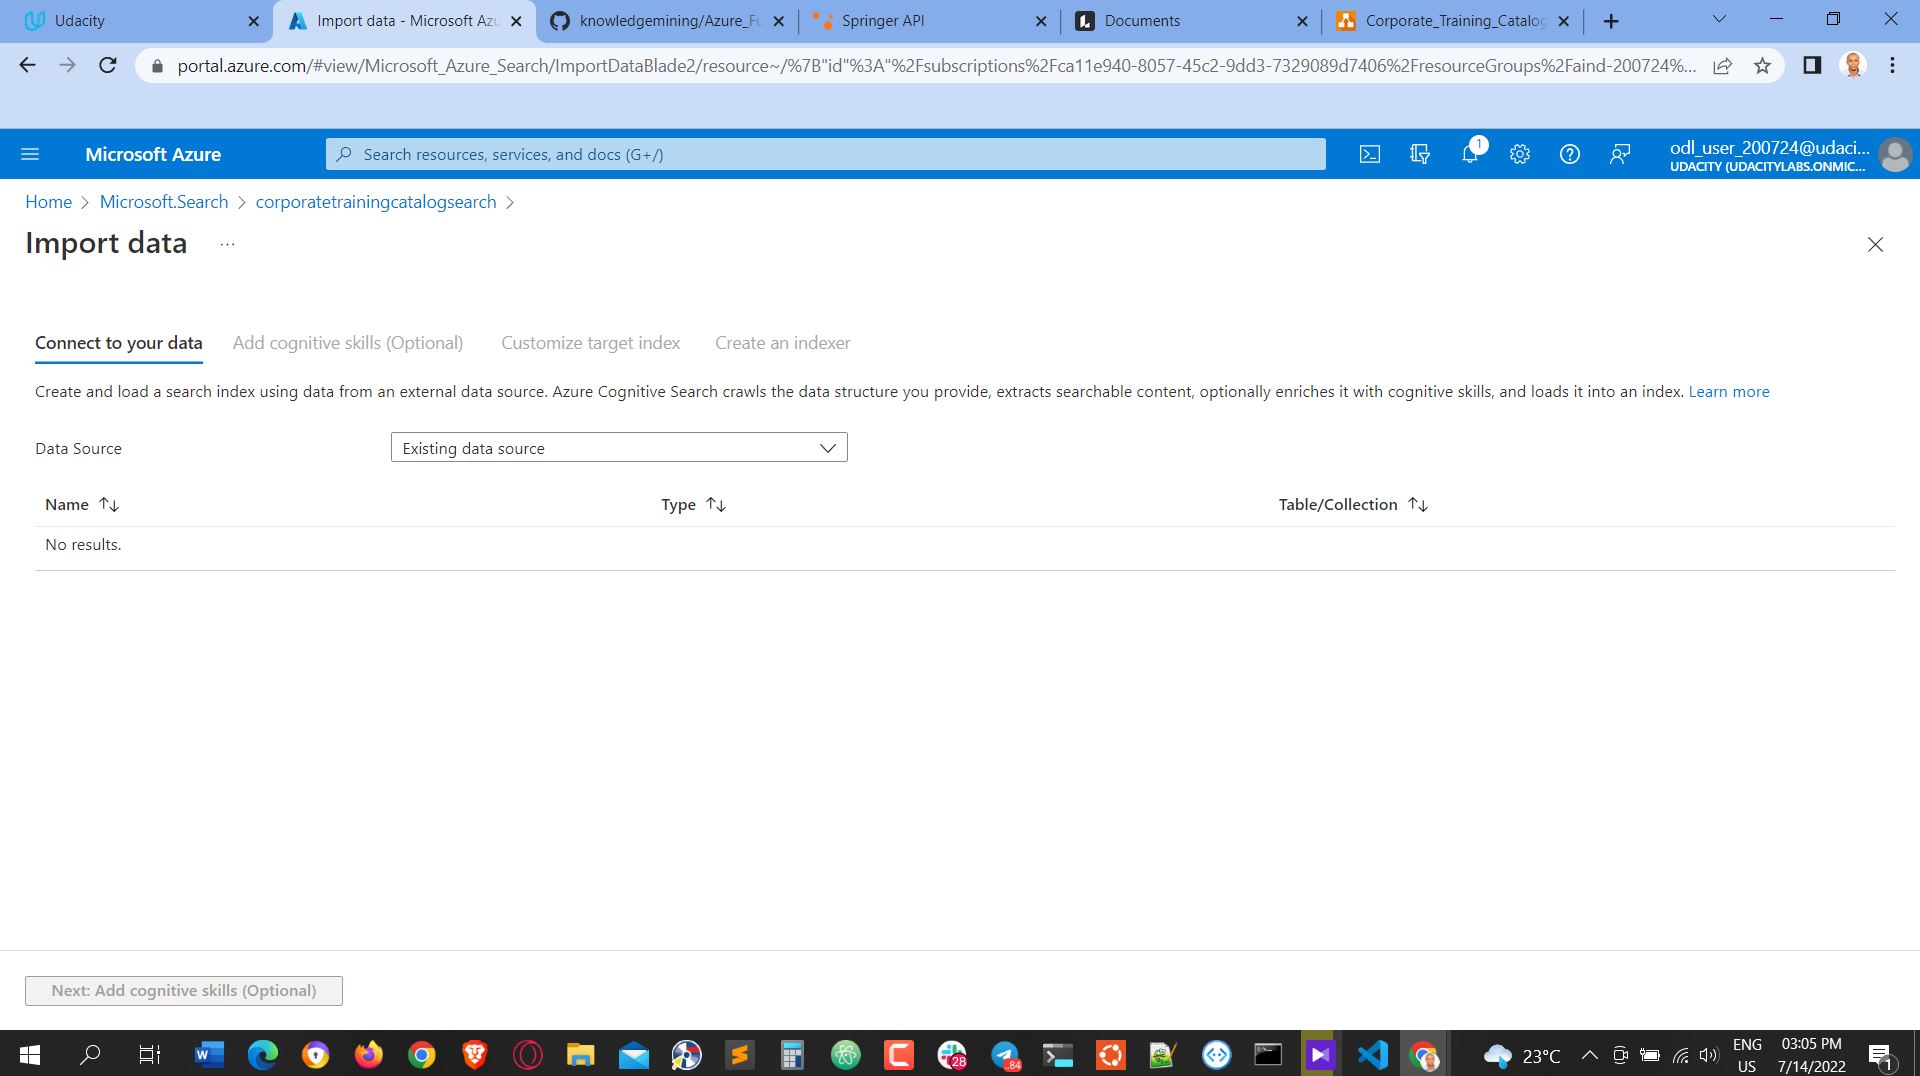 Udacity
Import data - Microsoft Azu
knowledgemining/Azure_Fu
Springer API
Documents
Corporate_Training_Catalog
portal.azure.com/#view/Microsoft_Azure_Search/ImportDataBlade2/resource~/%7B"id"%3A"%2Fsubscriptions%2Fca11e940-8057-45c2-9dd3-7329089d7406%2FresourceGroups%2Faind-200724%...
Microsoft Azure
Search resources, services, and docs (G+/)
1
odl_user_200724@udaci...
UDACITY (UDACITYLABS.ONMIC...
Home > Microsoft.Search > corporatetrainingcatalogsearch >
Import data ...
Connect to your data
Add cognitive skills (Optional)
Customize target index
Create an indexer
Create and load a search index using data from an external data source. Azure Cognitive Search crawls the data structure you provide, extracts searchable content, optionally enriches it with cognitive skills, and loads it into an index. Learn more
Data Source
Existing data source
Name
Type
Table/Collection
No results.
Next: Add cognitive skills (Optional)
28
84
23°C
ENG
US
03:05 PM
7/14/2022
1